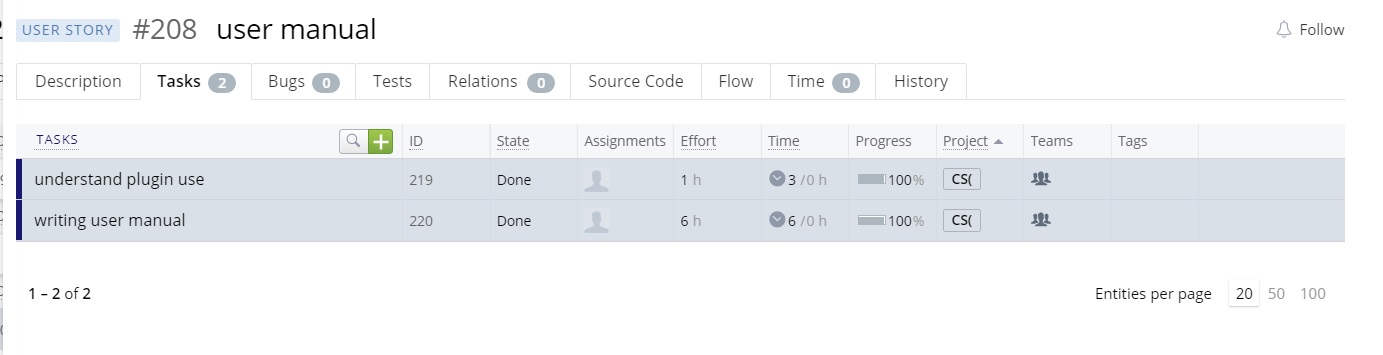 USER STORY #208 user manual Follow
Description Tasks 2 Bugs 0 Tests Relations 0 Source Code Flow Time 0 History
TASKS ID State Assignments Effort Time Progress Project Teams Tags
understand plugin use 219 Done 1 h 3 /0 h 100% CS(
writing user manual 220 Done 6 h 6 /0 h 100% CS(
1 – 2 of 2 Entities per page 20 50 100